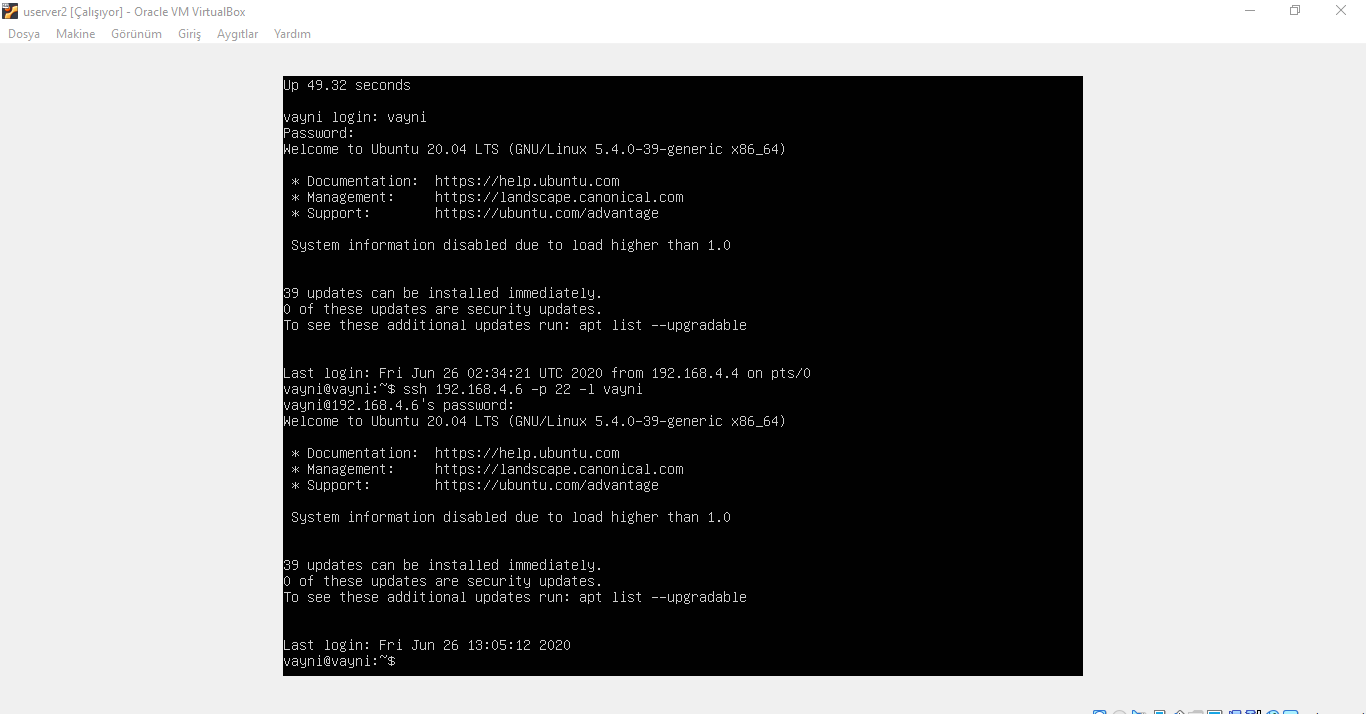 userver2 [Çalışıyor] - Oracle VM VirtualBox
Dosya Makine Görünüm Giriş Aygıtlar Yardım
Up 49.32 seconds
vayni login: vayni
Password:
Welcome to Ubuntu 20.04 LTS (GNU/Linux 5.4.0-39-generic x86_64)
* Documentation: https://help.ubuntu.com
* Management: https://landscape.canonical.com
* Support: https://ubuntu.com/advantage
System information disabled due to load higher than 1.0
39 updates can be installed immediately.
0 of these updates are security updates.
To see these additional updates run: apt list --upgradable
Last login: Fri Jun 26 02:34:21 UTC 2020 from 192.168.4.4 on pts/0
vayni@vayni:~$ ssh 192.168.4.6 -p 22 -l vayni
vayni@192.168.4.6's password:
Welcome to Ubuntu 20.04 LTS (GNU/Linux 5.4.0-39-generic x86_64)
* Documentation: https://help.ubuntu.com
* Management: https://landscape.canonical.com
* Support: https://ubuntu.com/advantage
System information disabled due to load higher than 1.0
39 updates can be installed immediately.
0 of these updates are security updates.
To see these additional updates run: apt list --upgradable
Last login: Fri Jun 26 13:05:12 2020
vayni@vayni:~$